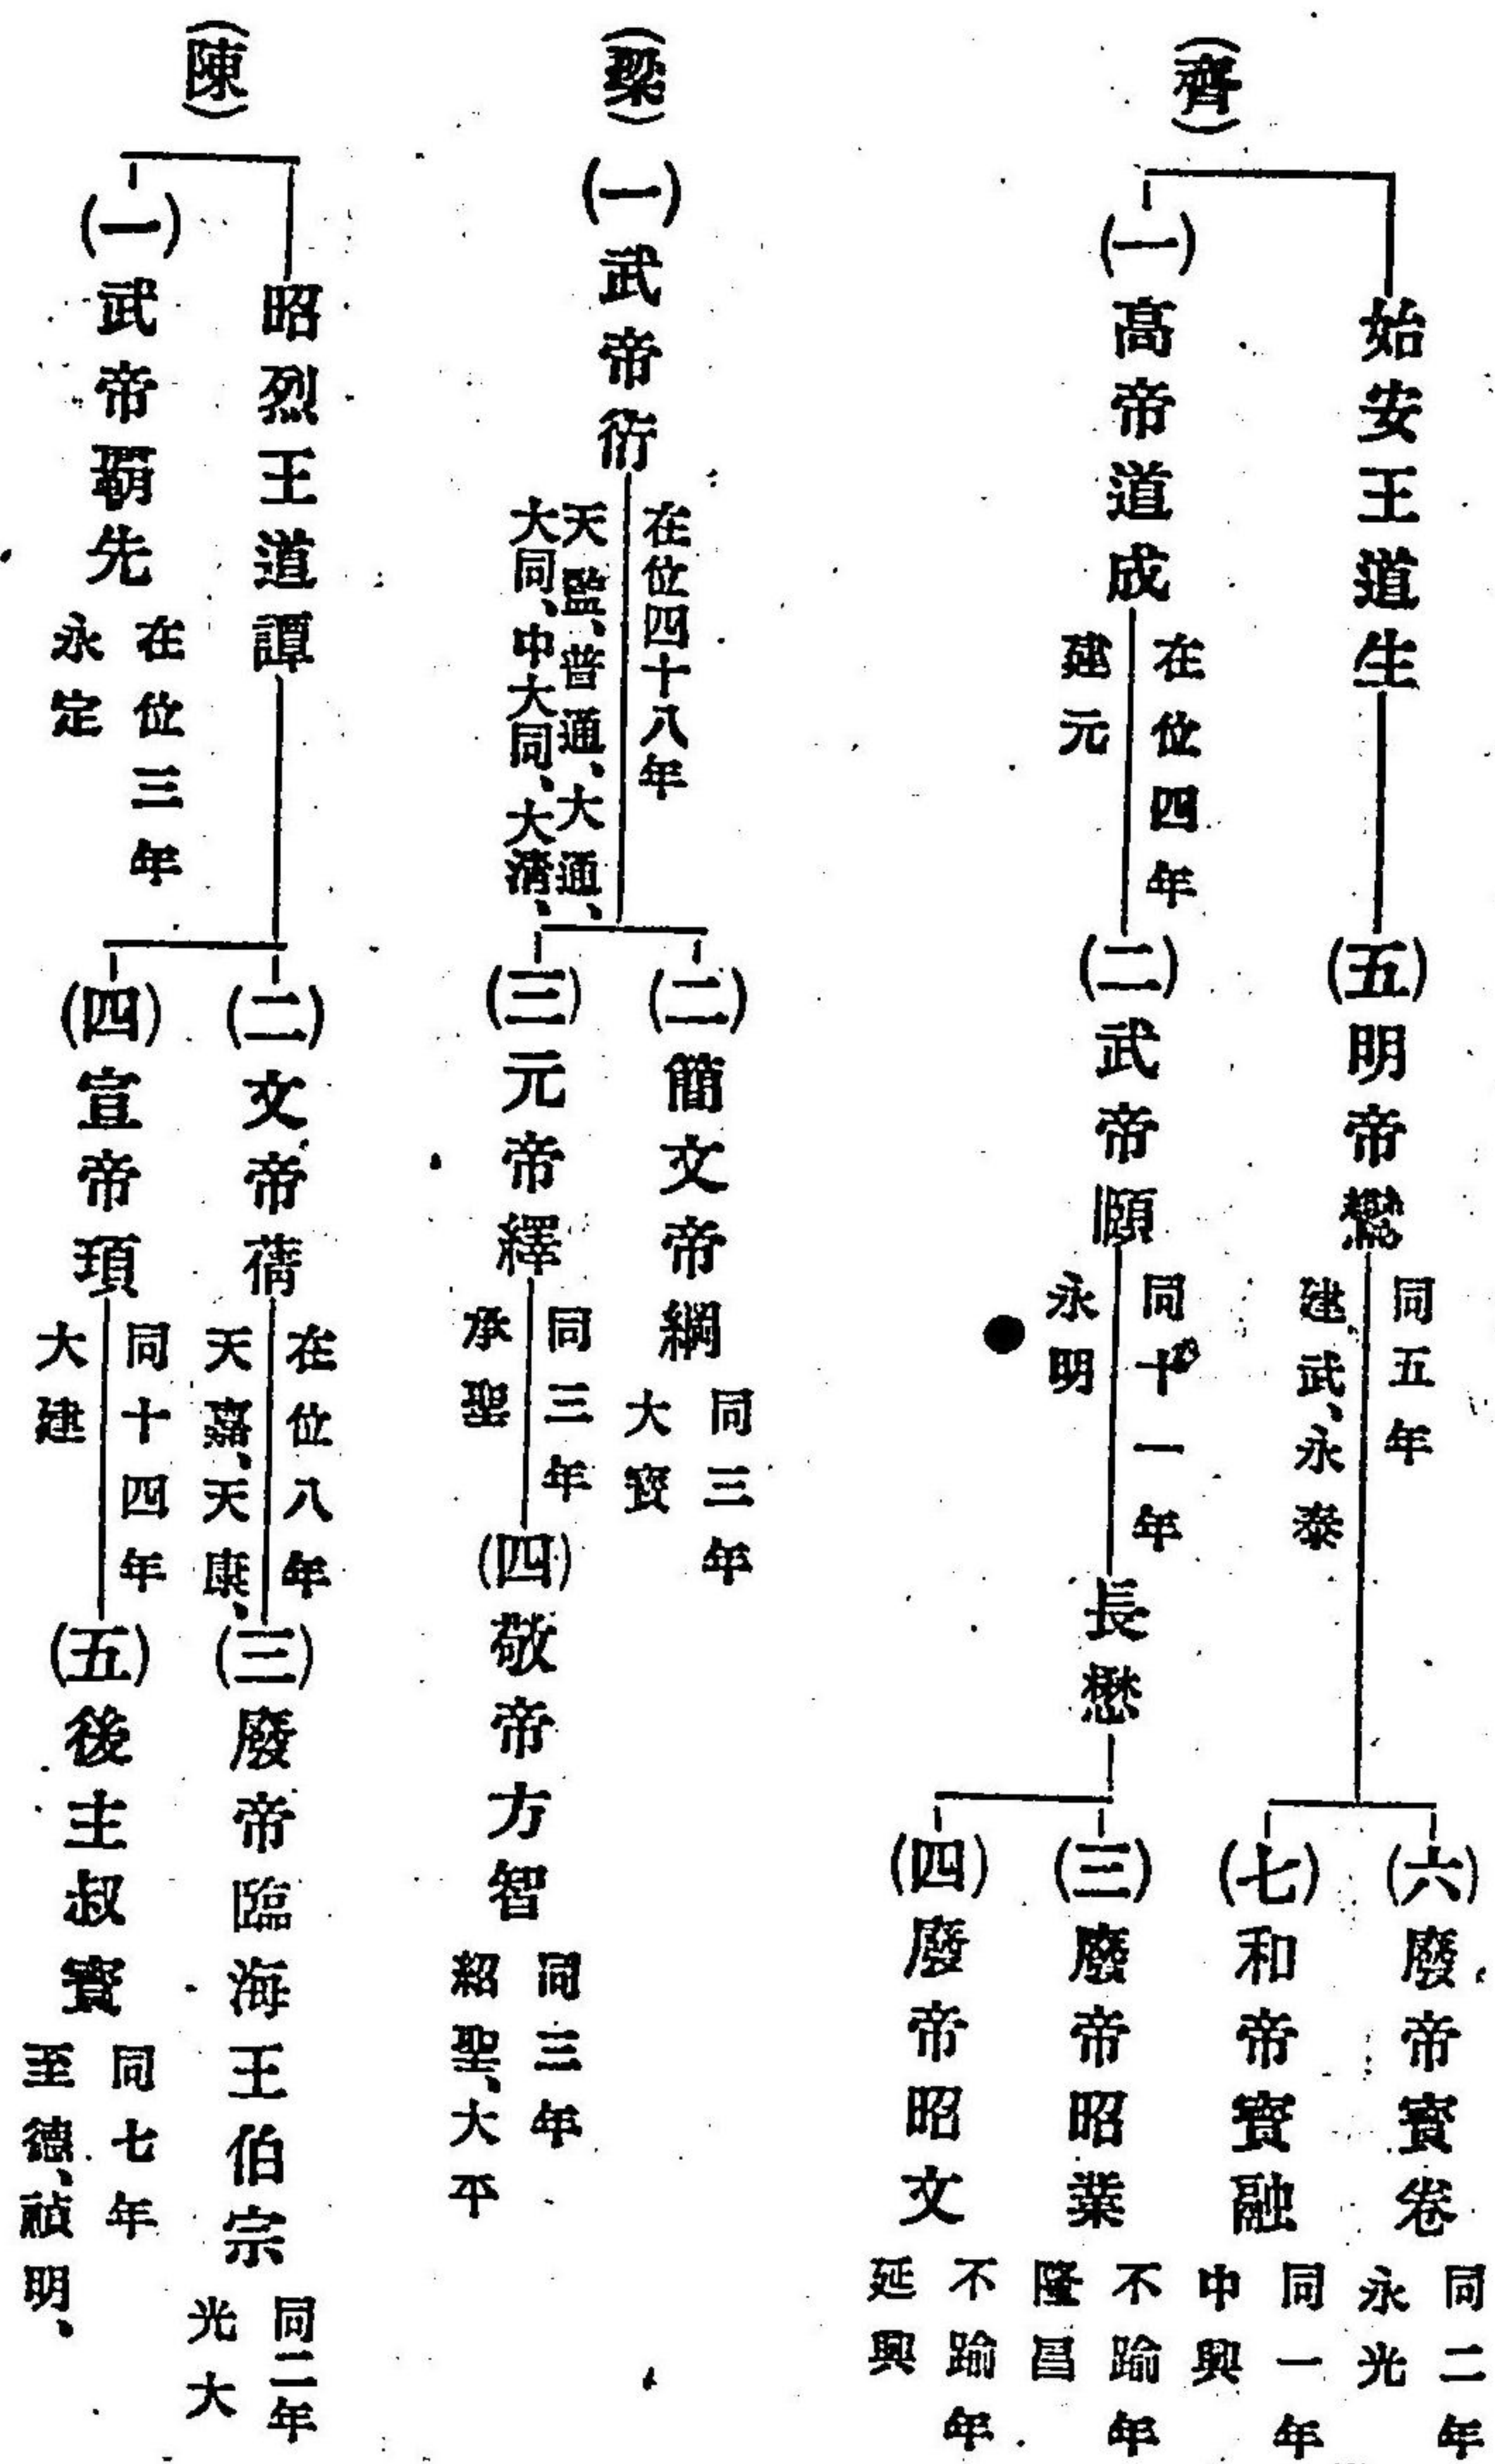 (齊)
始安王道生
(五)明帝鸞
同五年
建武、永泰
(六)廢帝寶卷
同二年
永光
(七)和帝寶融
同一年
中興
(一)高帝道成
在位四年
建元
(二)武帝頤
同十一年
永明
長懋
(三)廢帝昭業
不踰年
隆昌
(四)廢帝昭文
不踰年
延興
(梁)
(一)武帝衍
在位四十八年
天監、普通、大通、
大同、中大同、大清、
(二)簡文帝綱
同三年
大寶
(三)元帝繹
同三年
承聖
(四)敬帝方智
同三年
紹聖、大平
(陳)
昭烈王道譚
(二)文帝蒨
在位八年
天嘉、天康、
(三)廢帝臨海王伯宗
同二年
光大
(一)武帝霸先
在位三年
永定
(四)宣帝頊
同十四年
大建
(五)後主叔寶
同七年
至德、禎明、